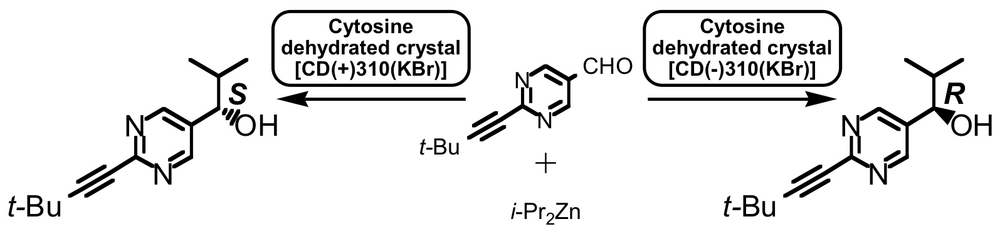 Cytosine
dehydrated crystal
[CD(+)310(KBr)]
Cytosine
dehydrated crystal
[CD(-)310(KBr)]
S
OH
N
N
t-Bu
CHO
N
N
t-Bu
+
i-Pr2Zn
R
OH
N
N
t-Bu